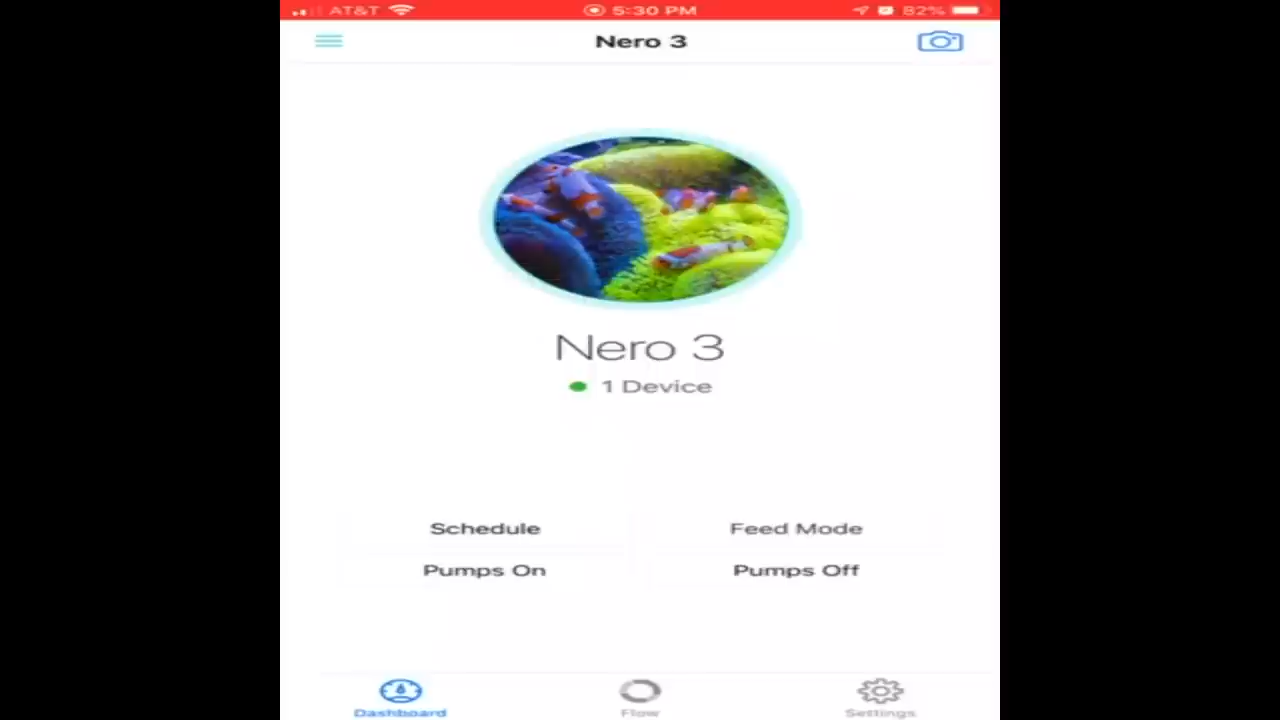 AT&T 5:30 PM 82%
Nero 3
Nero 3
1 Device
Schedule Feed Mode
Pumps On Pumps Off
Dashboard Flow Settings